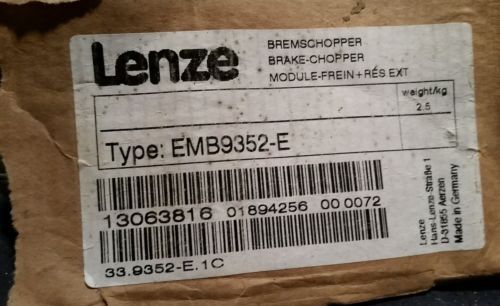 Lenze
BREMSCHOPPER
BRAKE-CHOPPER
MODULE-FREIN+RÉS EXT
weight/kg
2.5
Type: EMB9352-E
13063816 01894256 00 0072
33.9352-E.1C
Lenze
Hans-Lenze-Straße 1
D-31855 Aerzen
Made in Germany